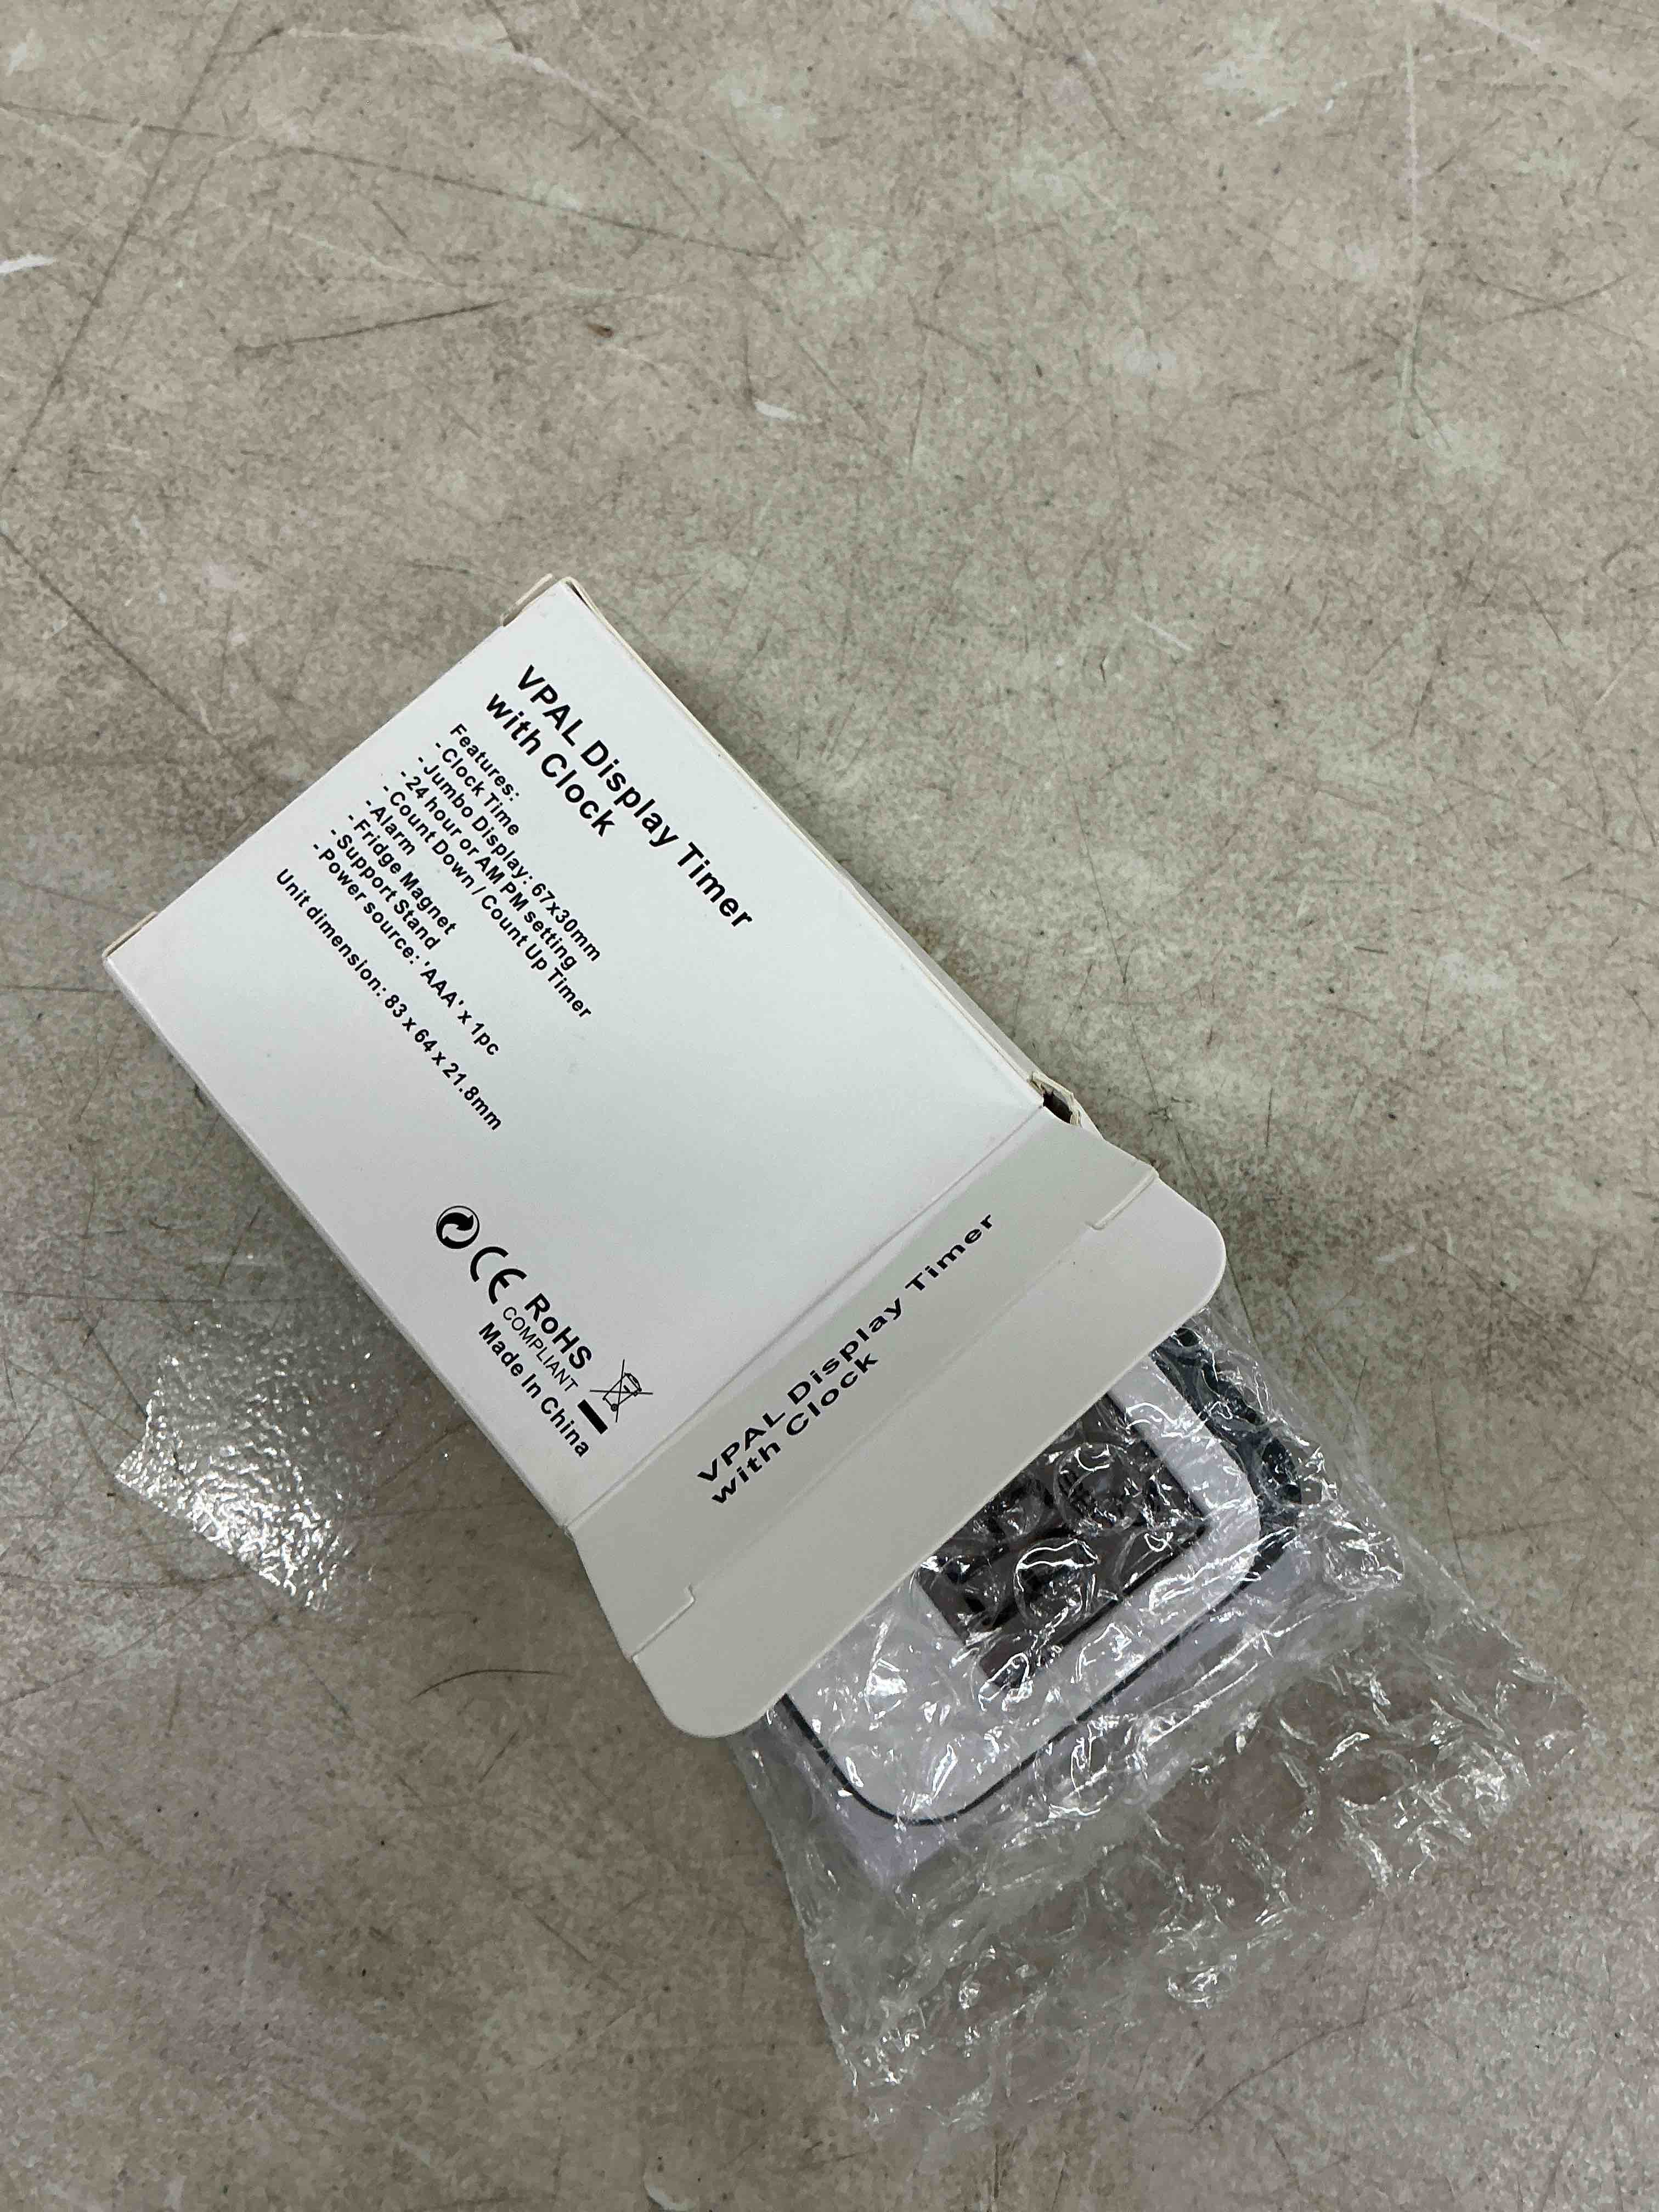 VPAL Display Timer
with Clock
Features:
- Clock Time
- Jumbo Display: 67x30mm
- 24 hour or AM PM setting
- Count Down / Count Up Timer
- Alarm
- Fridge Magnet
- Support Stand
- Power source: 'AAA' x 1pc
Unit dimension: 83 x 64 x 21.8mm
CE RoHS
COMPLIANT
Made In China
VPAL Display Timer
with Clock